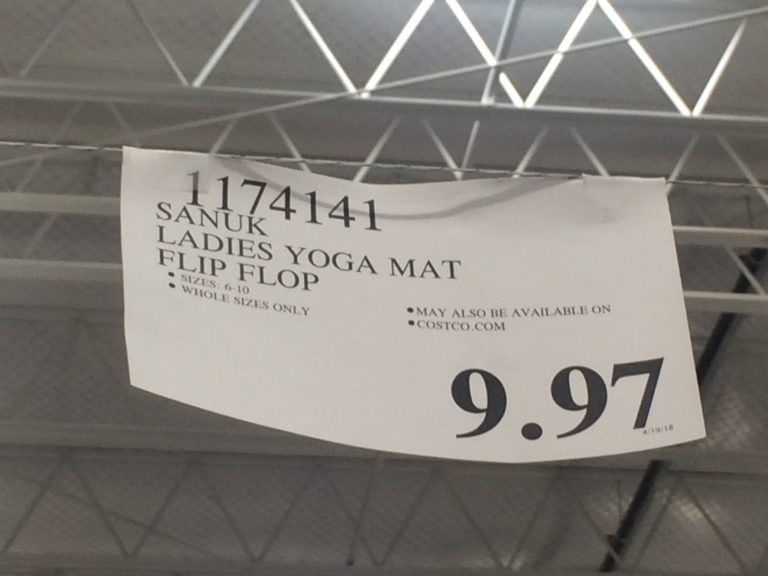 1174141
SANUK
LADIES YOGA MAT
FLIP FLOP
• SIZES: 6-10
• WHOLE SIZES ONLY
•MAY ALSO BE AVAILABLE ON
•COSTCO.COM
9.97
4/19/18